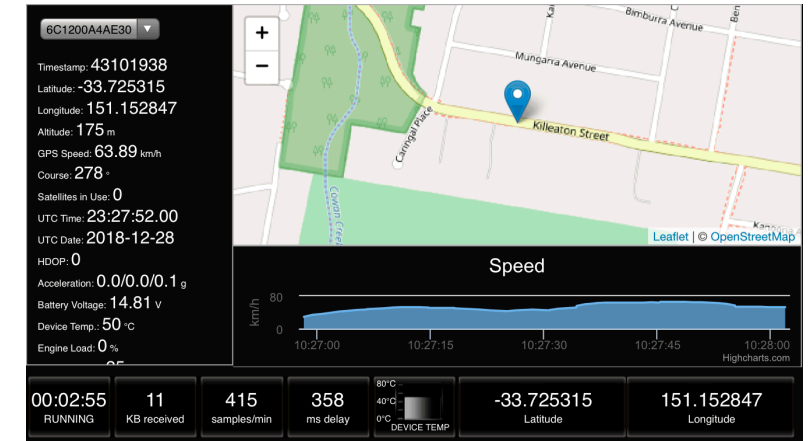 6C1200A4AE30
Timestamp: 43101938
Latitude: -33.725315
Longitude: 151.152847
Altitude: 175 m
GPS Speed: 63.89 km/h
Course: 278 °
Satellites in Use: 0
UTC Time: 23:27:52.00
UTC Date: 2018-12-28
HDOP: 0
Acceleration: 0.0/0.0/0.1 g
Battery Voltage: 14.81 V
Device Temp.: 50 °C
Engine Load: 0 %
+
−
Bimburra Avenue
Mungarra Avenue
Killeaton Street
Caringal Place
Cowan Creek
Leaflet | © OpenStreetMap
Speed
km/h
80
0
10:27:00
10:27:15
10:27:30
10:27:45
10:28:00
Highcharts.com
00:02:55
RUNNING
11
KB received
415
samples/min
358
ms delay
80°C
40°C
0°C
DEVICE TEMP
-33.725315
Latitude
151.152847
Longitude